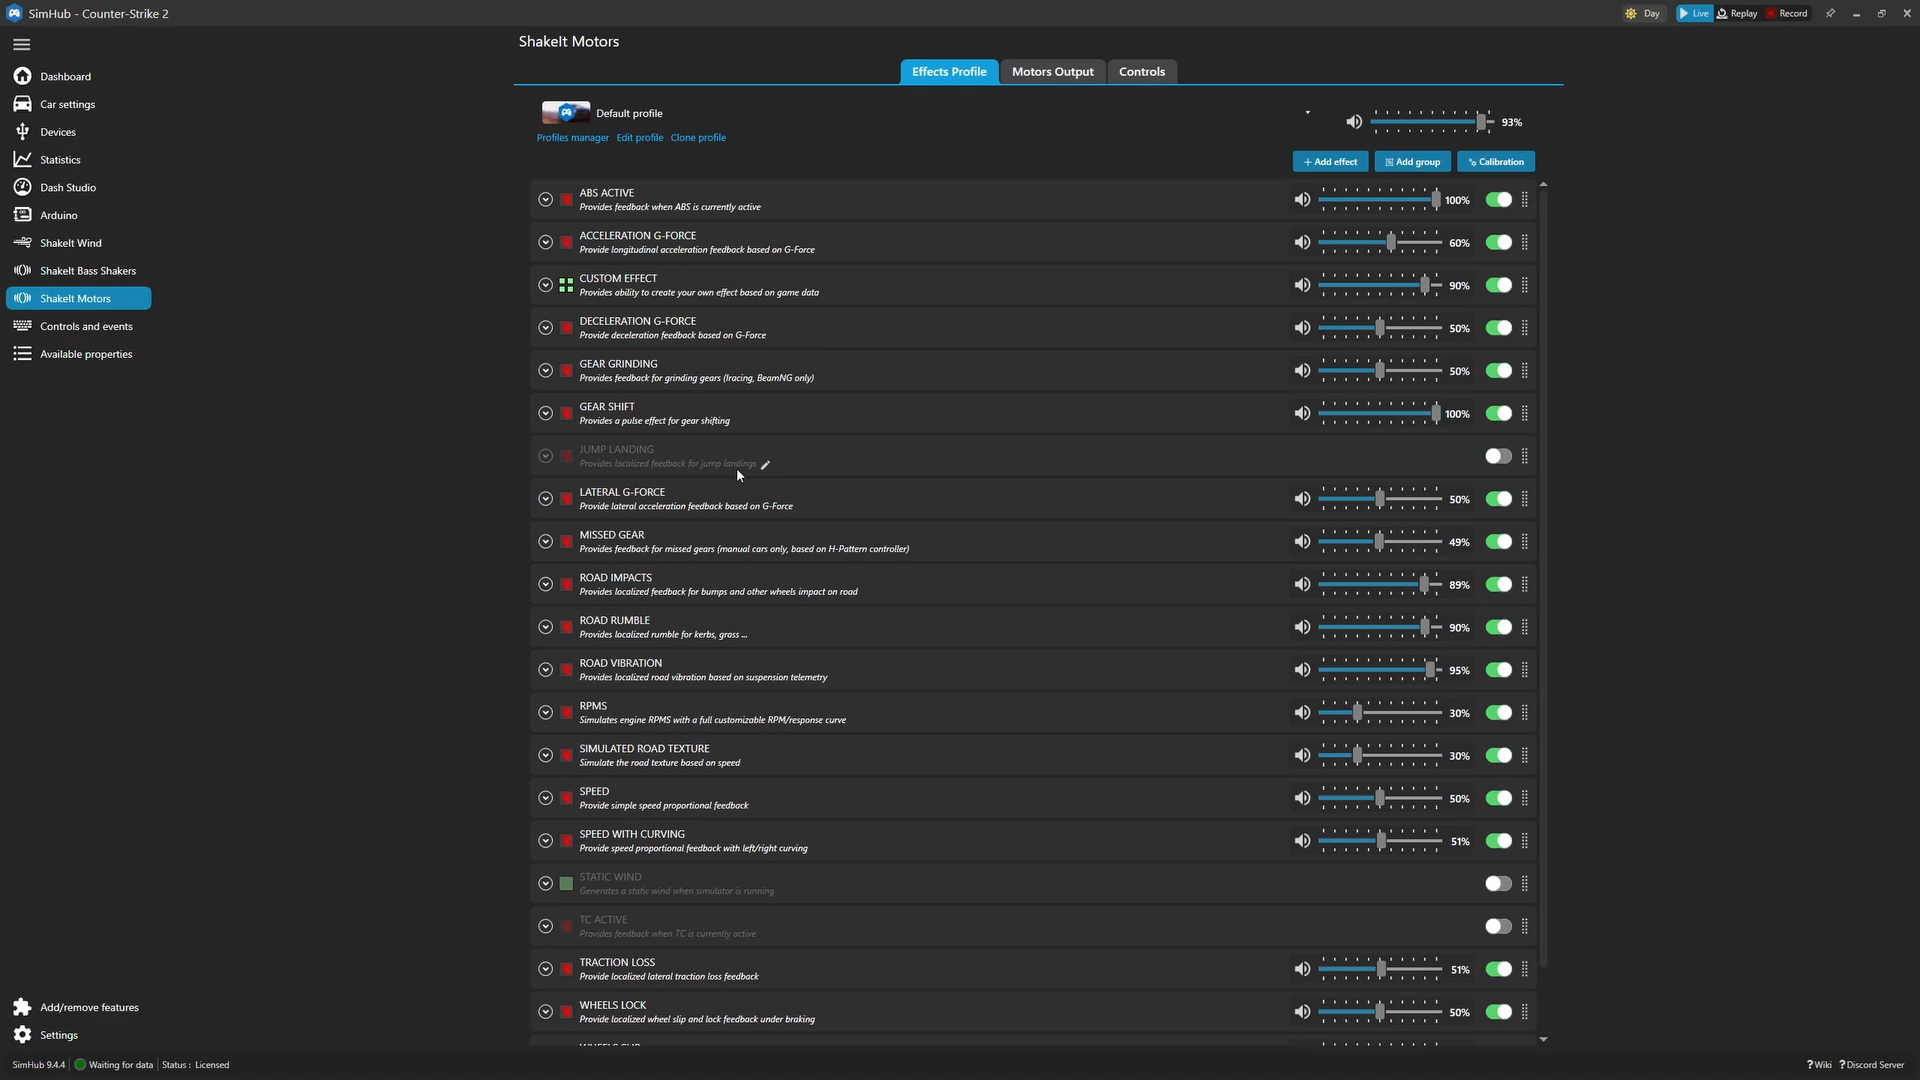 SimHub - Counter-Strike 2
Day
Live
Replay
Record
ShakeIt Motors
Dashboard
Car settings
Devices
Statistics
Dash Studio
Arduino
ShakeIt Wind
ShakeIt Bass Shakers
ShakeIt Motors
Controls and events
Available properties
Effects Profile
Motors Output
Controls
Default profile
93%
Profiles manager Edit profile Clone profile
+ Add effect
Add group
Calibration
ABS ACTIVE
Provides feedback when ABS is currently active
100%
ACCELERATION G-FORCE
Provide longitudinal acceleration feedback based on G-Force
60%
CUSTOM EFFECT
Provides ability to create your own effect based on game data
90%
DECELERATION G-FORCE
Provide deceleration feedback based on G-Force
50%
GEAR GRINDING
Provides feedback for grinding gears (Iracing, BeamNG only)
50%
GEAR SHIFT
Provides a pulse effect for gear shifting
100%
JUMP LANDING
Provides localized feedback for jump landings
LATERAL G-FORCE
Provide lateral acceleration feedback based on G-Force
50%
MISSED GEAR
Provides feedback for missed gears (manual cars only, based on H-Pattern controller)
49%
ROAD IMPACTS
Provides localized feedback for bumps and other wheels impact on road
89%
ROAD RUMBLE
Provides localized rumble for kerbs, grass ...
90%
ROAD VIBRATION
Provides localized road vibration based on suspension telemetry
95%
RPMS
Simulates engine RPMS with a full customizable RPM/response curve
30%
SIMULATED ROAD TEXTURE
Simulate the road texture based on speed
30%
SPEED
Provide simple speed proportional feedback
50%
SPEED WITH CURVING
Provide speed proportional feedback with left/right curving
51%
STATIC WIND
Generates a static wind when simulator is running
TC ACTIVE
Provides feedback when TC is currently active
TRACTION LOSS
Provide localized lateral traction loss feedback
51%
WHEELS LOCK
Provide localized wheel slip and lock feedback under braking
50%
Add/remove features
Settings
SimHub 9.4.4
Waiting for data
Status : Licensed
?Wiki ?Discord Server